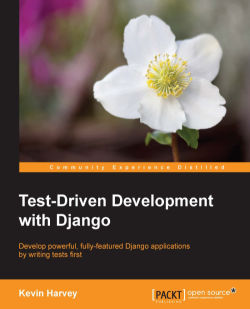 Community Experience Distilled
Test-Driven Development
with Django
Develop powerful, fully-featured Django applications
by writing tests first
Kevin Harvey
[PACKT] open source*
PUBLISHING